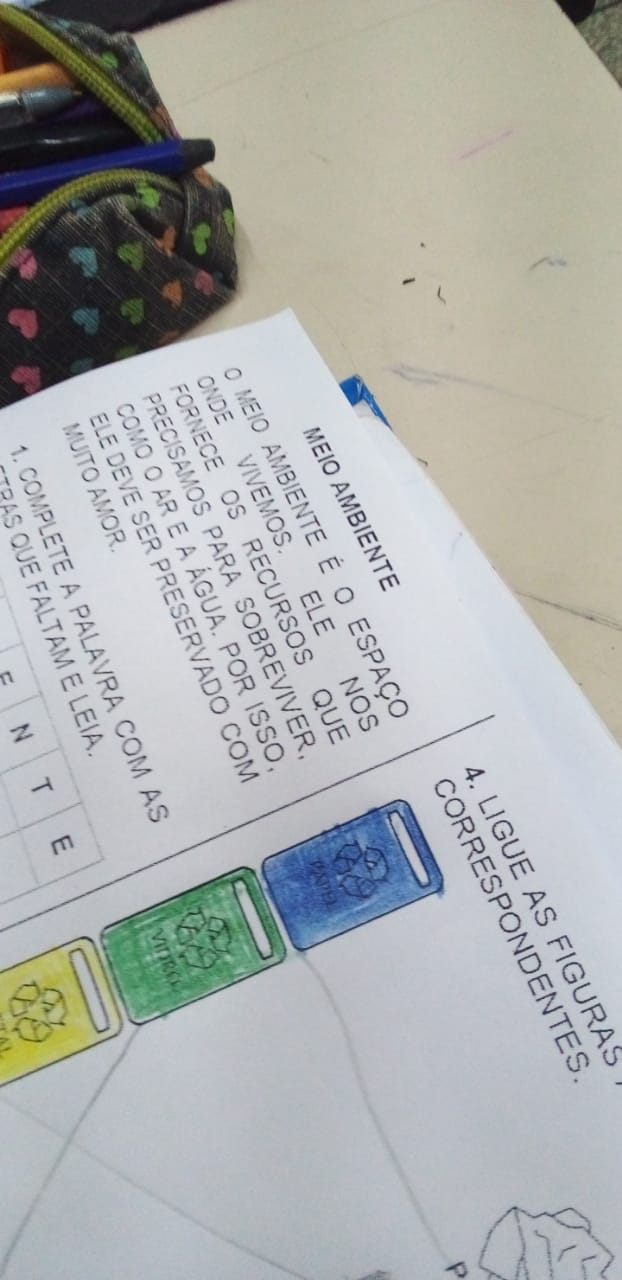 MEIO AMBIENTE
O MEIO AMBIENTE É O ESPAÇO
ONDE VIVEMOS. ELE NOS
FORNECE OS RECURSOS QUE
PRECISAMOS PARA SOBREVIVER,
COMO O AR E A ÁGUA. POR ISSO,
ELE DEVE SER PRESERVADO COM
MUITO AMOR.
1. COMPLETE A PALAVRA COM AS
ETRAS QUE FALTAM E LEIA.
E N T E
4. LIGUE AS FIGURAS
CORRESPONDENTES.
PAPEL
VIDRO
TAL
P